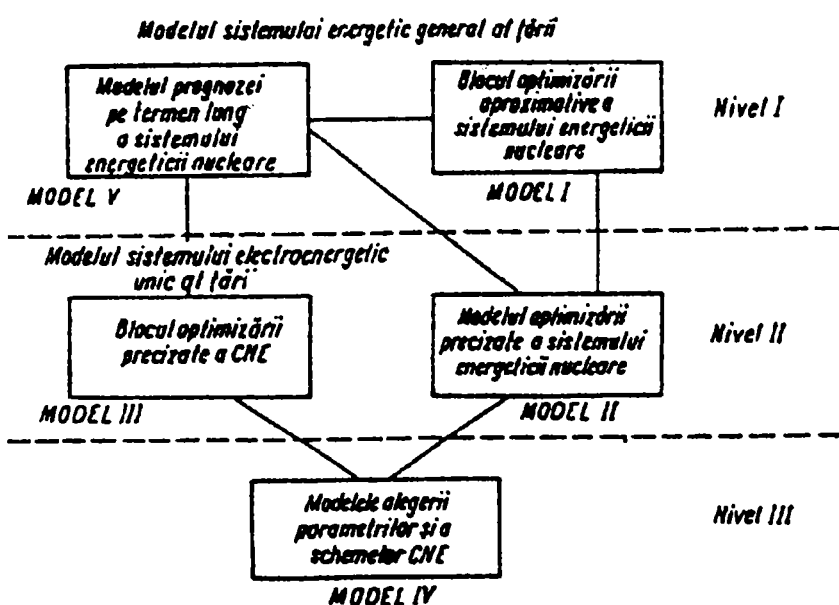 Modelul sistemului energetic general al țării
Modelul prognozei
pe termen lung
a sistemului
energeticii nucleare
MODEL V
Blocul optimizării
aproximative a
sistemului energeticii
nucleare
MODEL I
Nivel I
Modelul sistemului electroenergetic
unic al țării
Blocul optimizării
precizate a CNE
MODEL III
Modelul optimizării
precizate a sistemului
energeticii nucleare
MODEL II
Nivel II
Modelele alegerii
parametrilor și a
schemelor CNE
MODEL IV
Nivel III